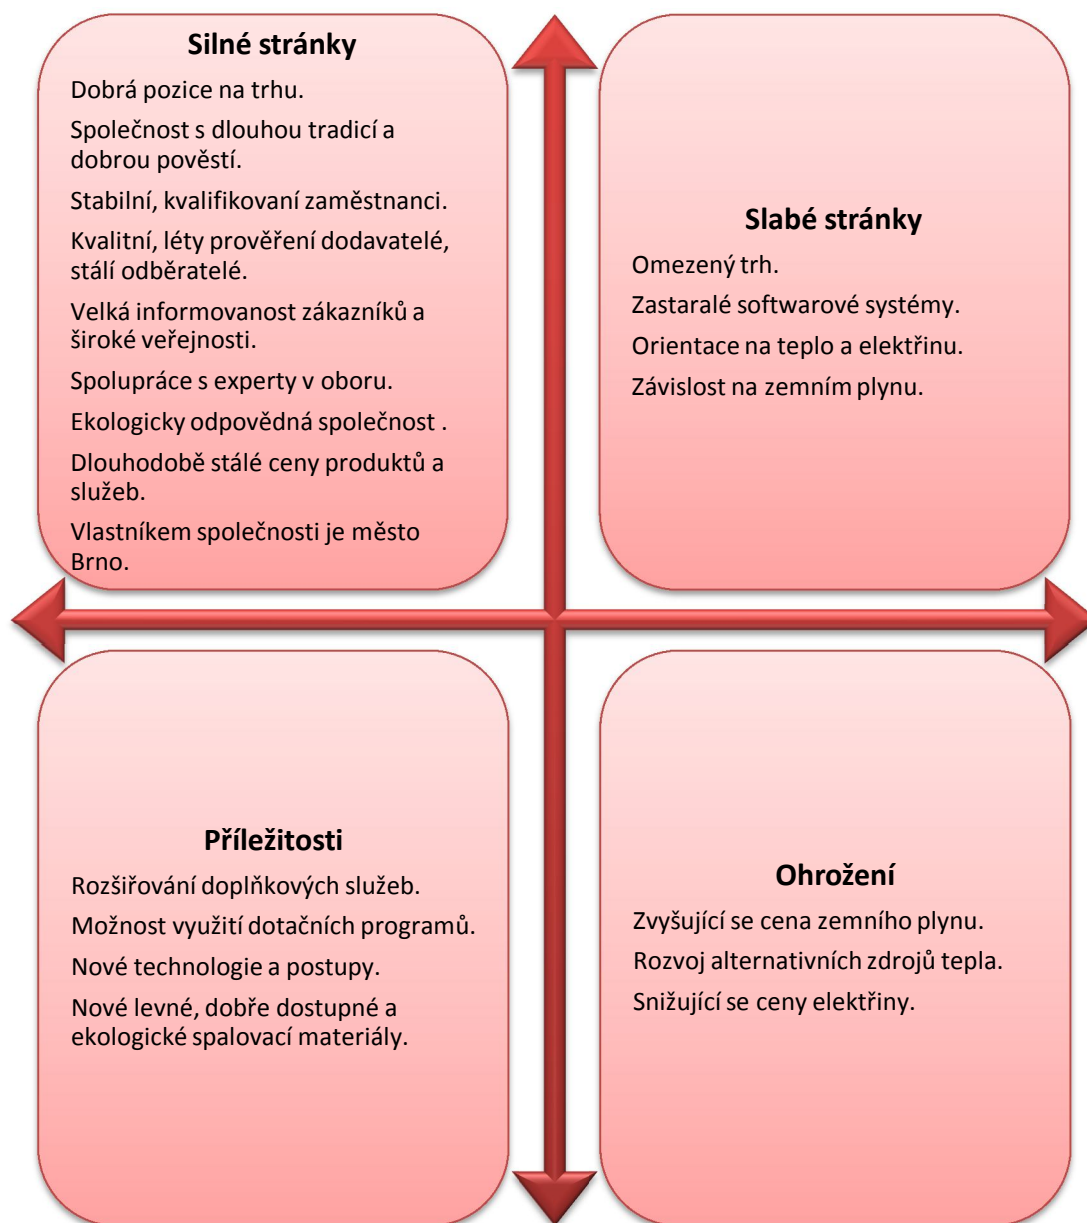 Silné stránky
Dobrá pozice na trhu.
Společnost s dlouhou tradicí a
dobrou pověstí.
Stabilní, kvalifikovaní zaměstnanci.
Kvalitní, léty prověření dodavatelé,
stálí odběratelé.
Velká informovanost zákazníků a
široké veřejnosti.
Spolupráce s experty v oboru.
Ekologicky odpovědná společnost .
Dlouhodobě stálé ceny produktů a
služeb.
Vlastníkem společnosti je město
Brno.
Slabé stránky
Omezený trh.
Zastaralé softwarové systémy.
Orientace na teplo a elektřinu.
Závislost na zemním plynu.
Příležitosti
Rozšiřování doplňkových služeb.
Možnost využití dotačních programů.
Nové technologie a postupy.
Nové levné, dobře dostupné a
ekologické spalovací materiály.
Ohrožení
Zvyšující se cena zemního plynu.
Rozvoj alternativních zdrojů tepla.
Snižující se ceny elektřiny.